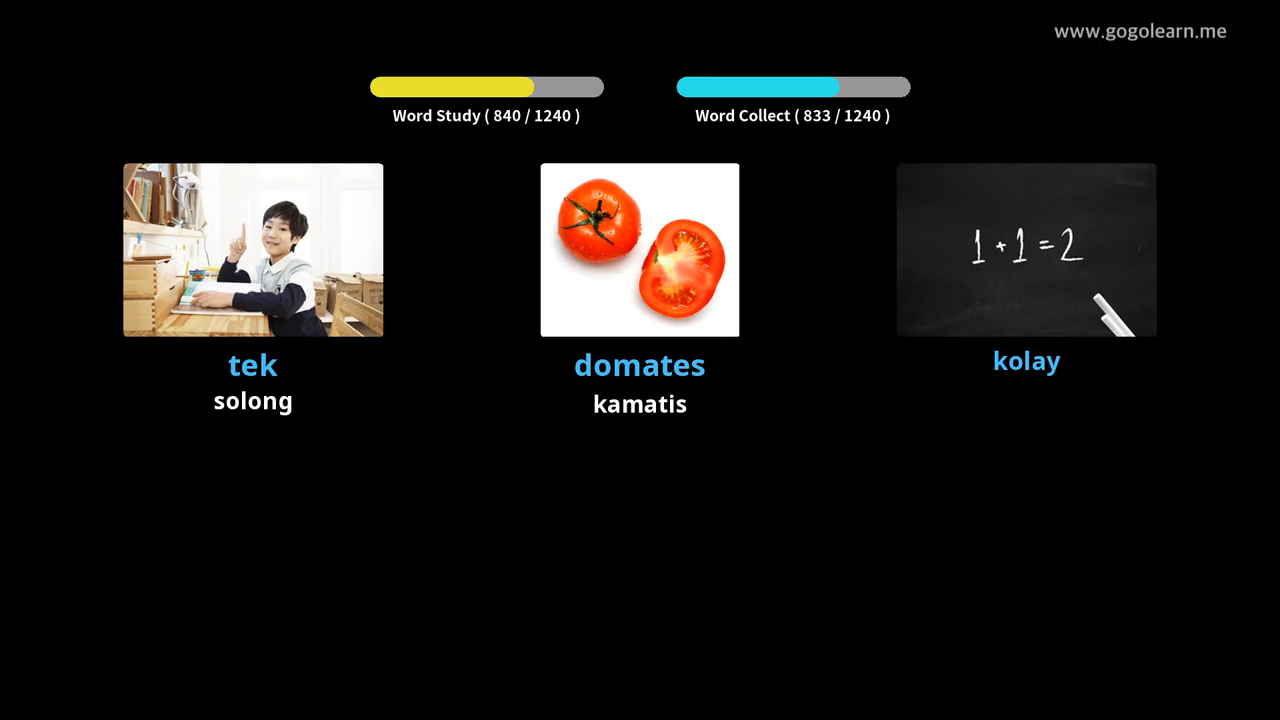 www.gogolearn.me
Word Study ( 840 / 1240 )
Word Collect ( 833 / 1240 )
1 + 1 = 2
tek
solong
domates
kamatis
kolay